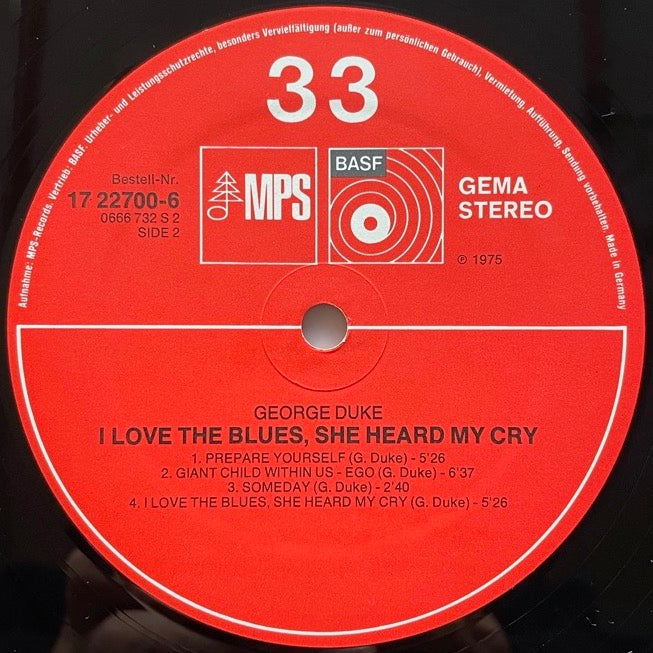 Aufnahme: MPS-Records. Vertrieb: BASF. Urheber- und Leistungsschutzrechte, besonders Vervielfältigung (außer zum persönlichen Gebrauch), Vermietung, Aufführung, Sendung vorbehalten. Made in Germany
33
Bestell-Nr.
17 22700-6
0666 732 S 2
SIDE 2
MPS
BASF
GEMA
STEREO
℗ 1975
GEORGE DUKE
I LOVE THE BLUES, SHE HEARD MY CRY
1. PREPARE YOURSELF (G. Duke) - 5'26
2. GIANT CHILD WITHIN US - EGO (G. Duke) - 6'37
3. SOMEDAY (G. Duke) - 2'40
4. I LOVE THE BLUES, SHE HEARD MY CRY (G. Duke) - 5'26